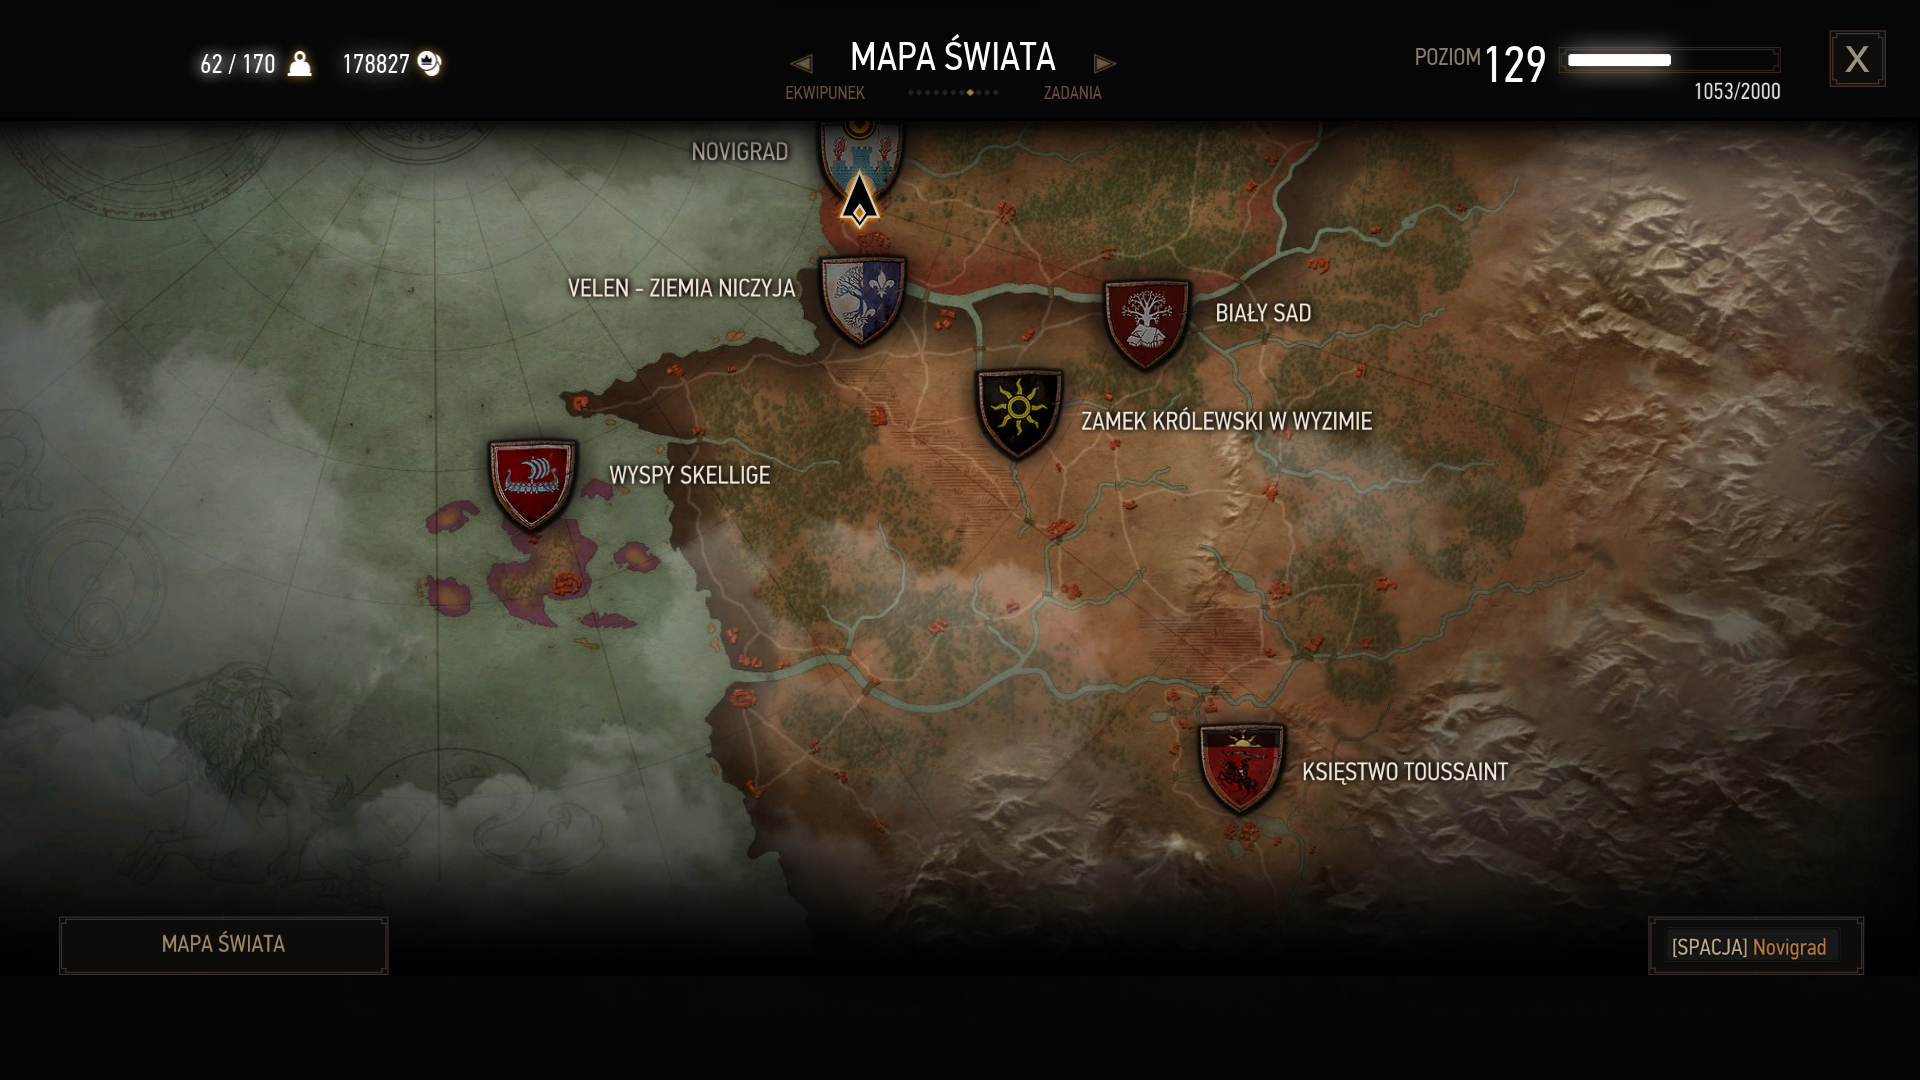 62 / 170
178827
MAPA ŚWIATA
EKWIPUNEK
ZADANIA
POZIOM 129
1053/2000
X
NOVIGRAD
VELEN - ZIEMIA NICZYJA
BIAŁY SAD
ZAMEK KRÓLEWSKI W WYZIMIE
WYSPY SKELLIGE
KSIĘSTWO TOUSSAINT
MAPA ŚWIATA
[SPACJA] Novigrad